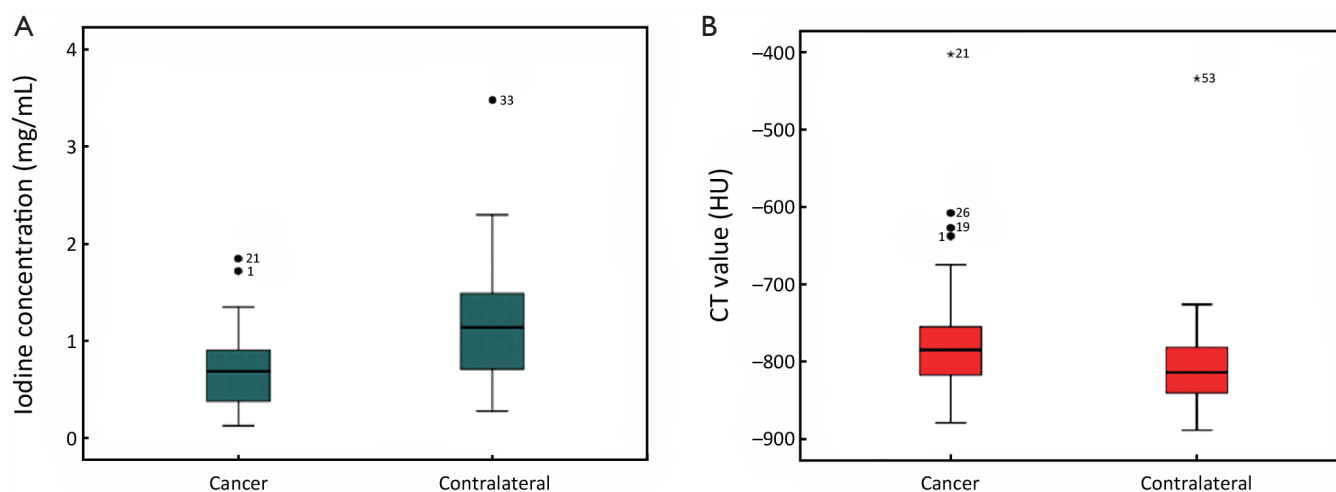 A
Iodine concentration (mg/mL)
4
3
2
1
0
21
1
33
Cancer
Contralateral
B
CT value (HU)
−400
−500
−600
−700
−800
−900
21
26
19
1
53
Cancer
Contralateral